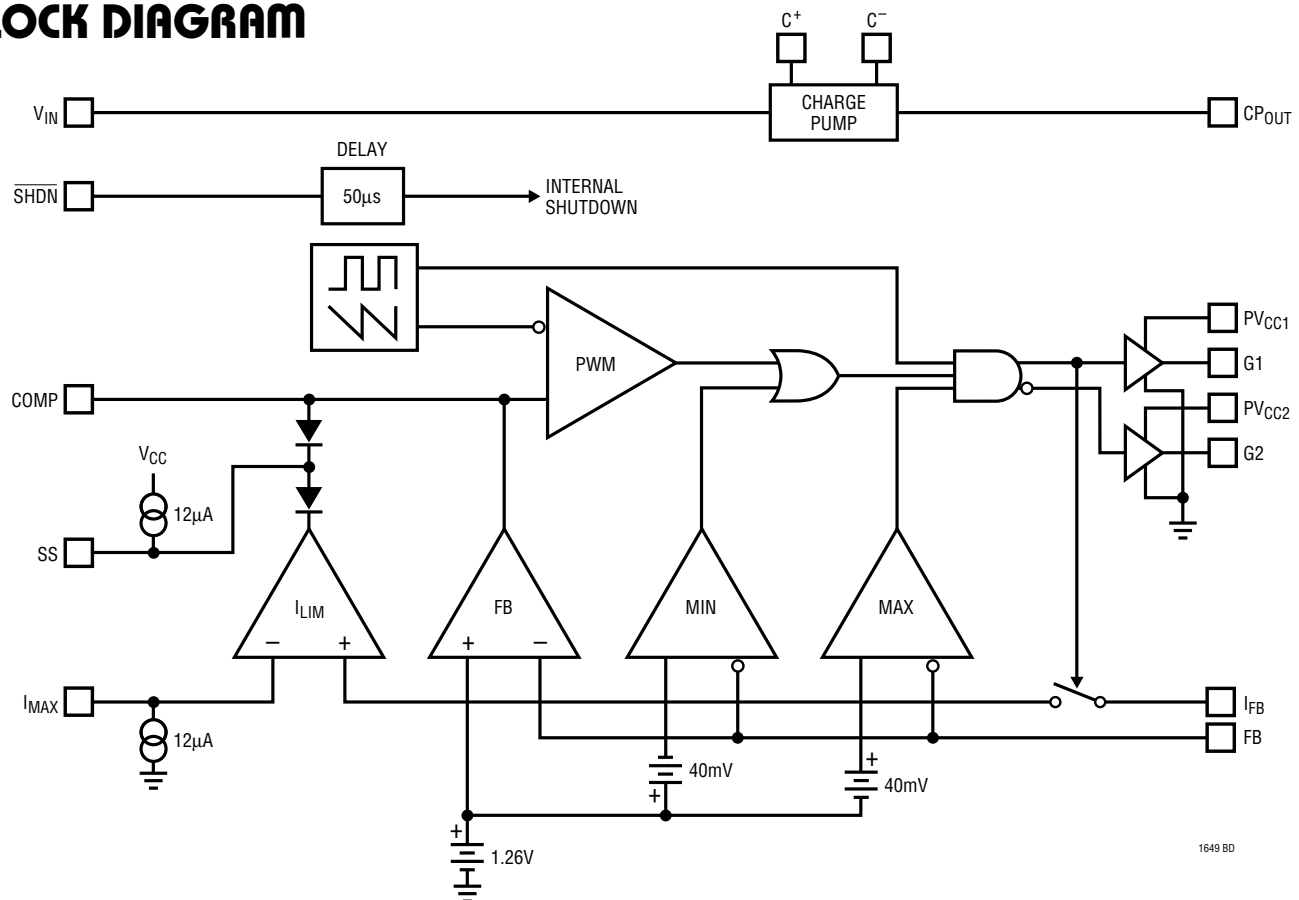 LOCK DIAGRAM
C+ C–
VIN
CHARGE
PUMP
CPOUT
DELAY
SHDN
50µs
INTERNAL
SHUTDOWN
PVCC1
PWM
G1
COMP
PVCC2
VCC
G2
12µA
SS
ILIM
FB
MIN
MAX
– +
+ –
IMAX
IFB
12µA
FB
40mV
+
+
40mV
+
1.26V
1649 BD